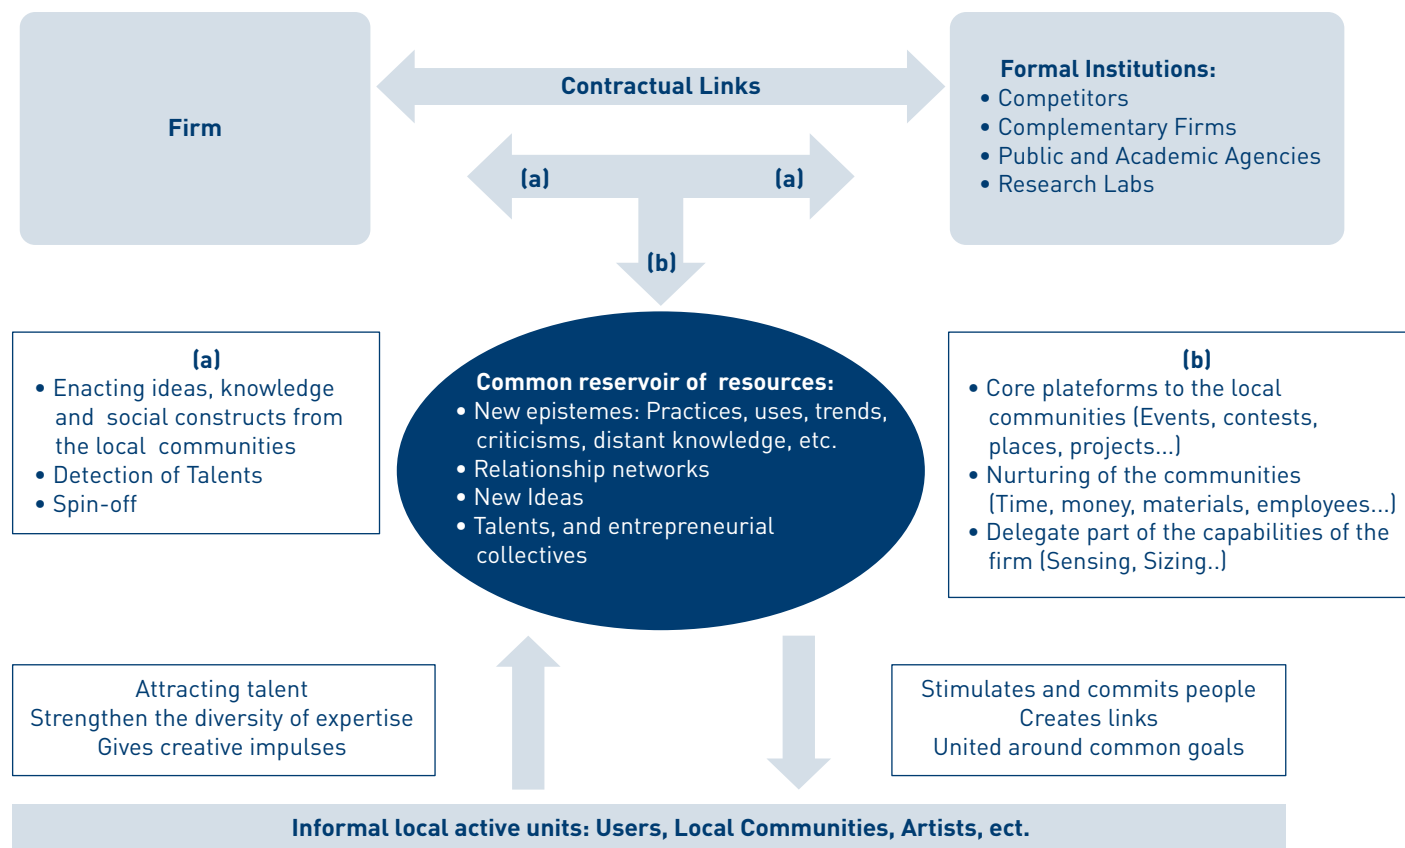 Firm
Contractual Links
Formal Institutions:
• Competitors
• Complementary Firms
• Public and Academic Agencies
• Research Labs
(a)
(a)
(b)
(a)
• Enacting ideas, knowledge
and social constructs from
the local communities
• Detection of Talents
• Spin-off
Common reservoir of resources:
• New epistemes: Practices, uses, trends,
criticisms, distant knowledge, etc.
• Relationship networks
• New Ideas
• Talents, and entrepreneurial
collectives
(b)
• Core plateforms to the local
communities (Events, contests,
places, projects...)
• Nurturing of the communities
(Time, money, materials, employees...)
• Delegate part of the capabilities of the
firm (Sensing, Sizing..)
Attracting talent
Strengthen the diversity of expertise
Gives creative impulses
Stimulates and commits people
Creates links
United around common goals
Informal local active units: Users, Local Communities, Artists, ect.